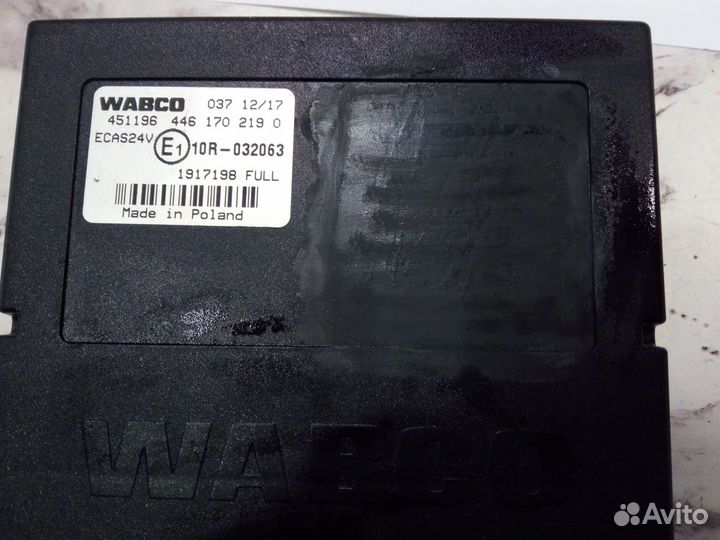 WABCO 037 12/17
451196 446 170 219 0
ECAS24V E1 10R-032063
1917198 FULL
Made in Poland
WABCO
Avito